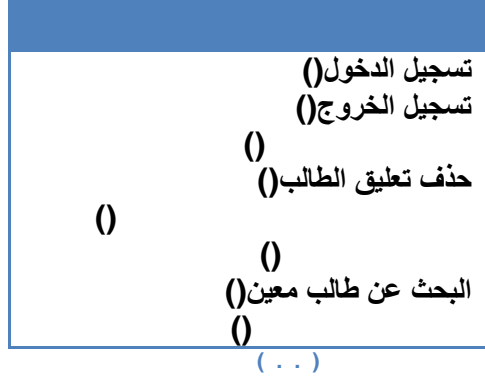 تسجيل الدخول()
تسجيل الخروج()
()
حذف تعليق الطالب()
()
()
البحث عن طالب معين()
()
( . . )